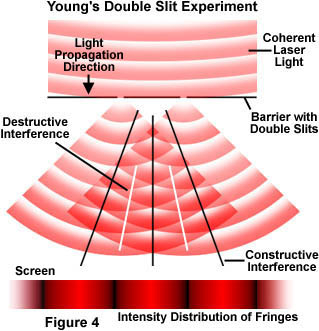 Young's Double Slit Experiment
Light
Propagation
Direction
Coherent
Laser
Light
Destructive
Interference
Barrier with
Double Slits
Constructive
Interference
Screen
Figure 4
Intensity Distribution of Fringes